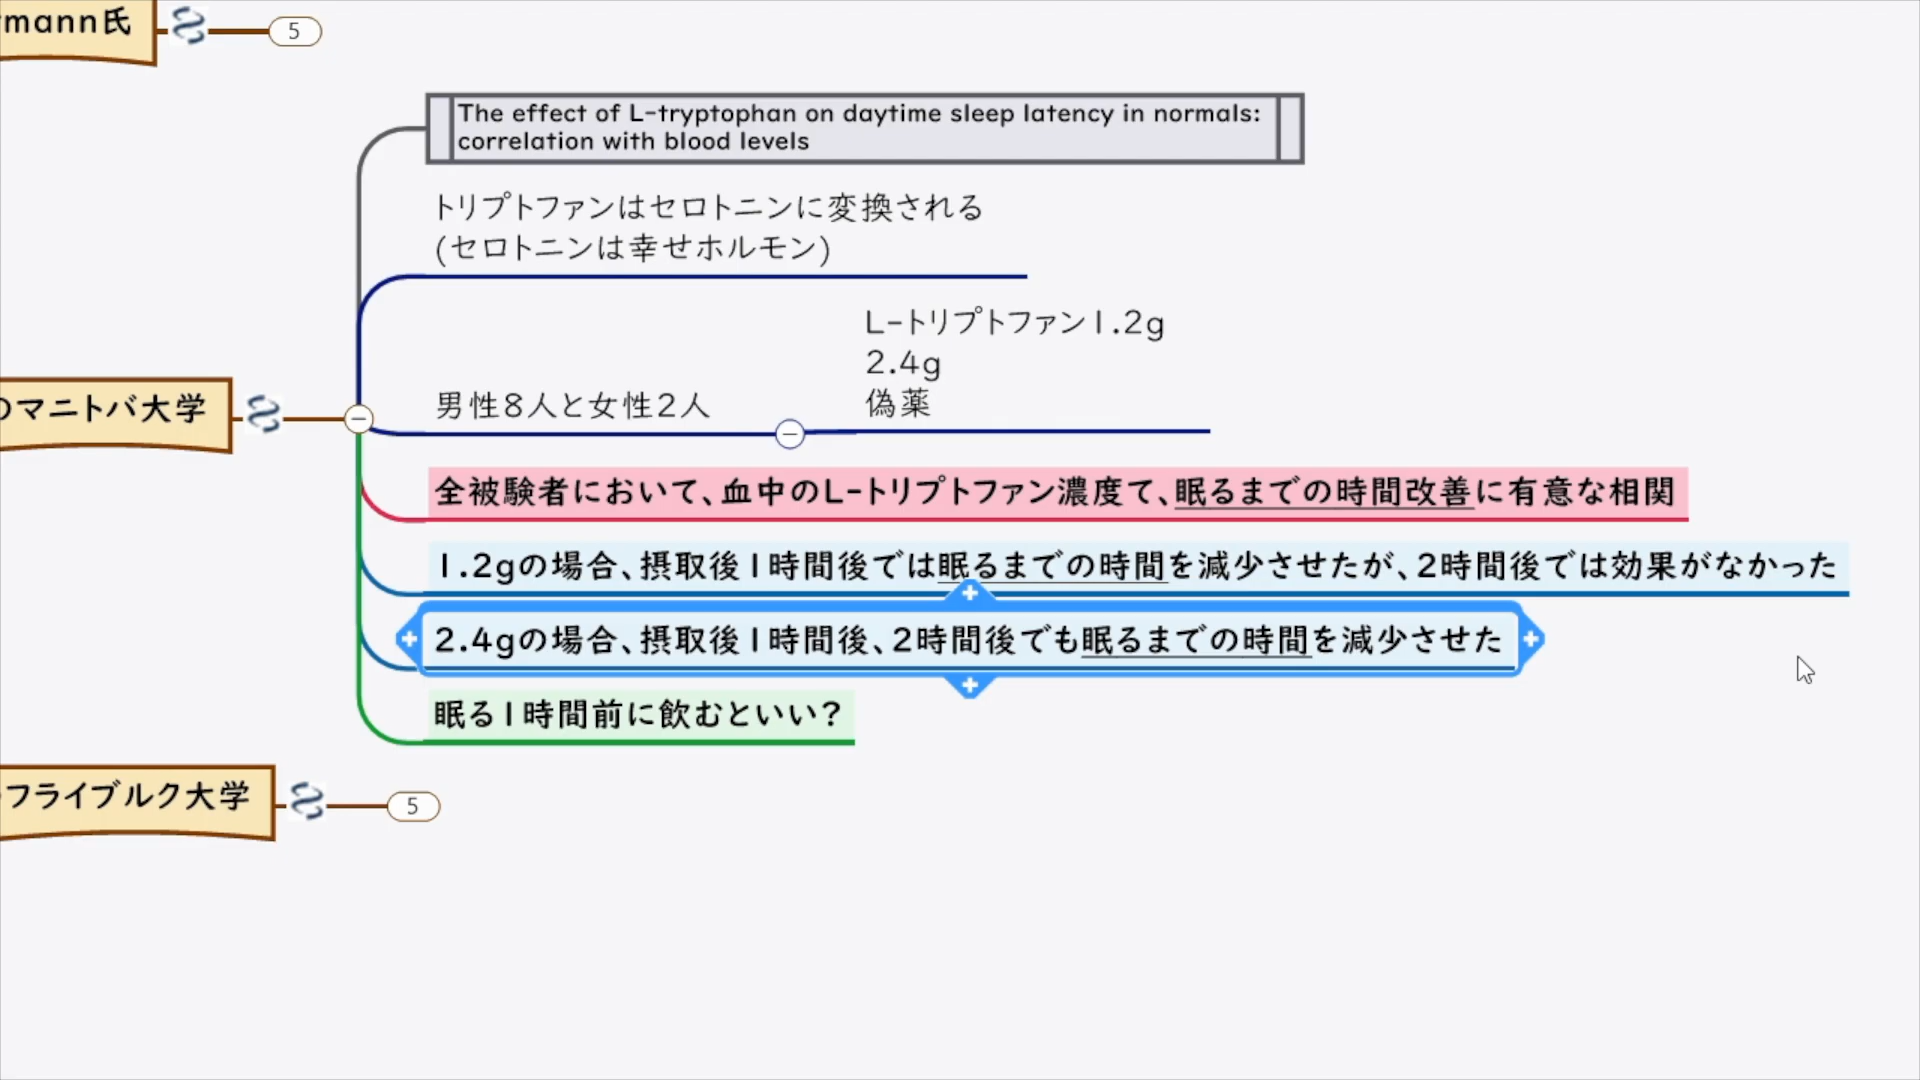 mann氏
5
The effect of L-tryptophan on daytime sleep latency in normals:
correlation with blood levels
トリプトファンはセロトニンに変換される
(セロトニンは幸せホルモン)
L-トリプトファン1.2g
2.4g
偽薬
男性8人と女性2人
のマニトバ大学
全被験者において、血中のL-トリプトファン濃度て、眠るまでの時間改善に有意な相関
1.2gの場合、摂取後1時間後では眠るまでの時間を減少させたが、2時間後では効果がなかった
2.4gの場合、摂取後1時間後、2時間後でも眠るまでの時間を減少させた
眠る1時間前に飲むといい?
フライブルク大学
5